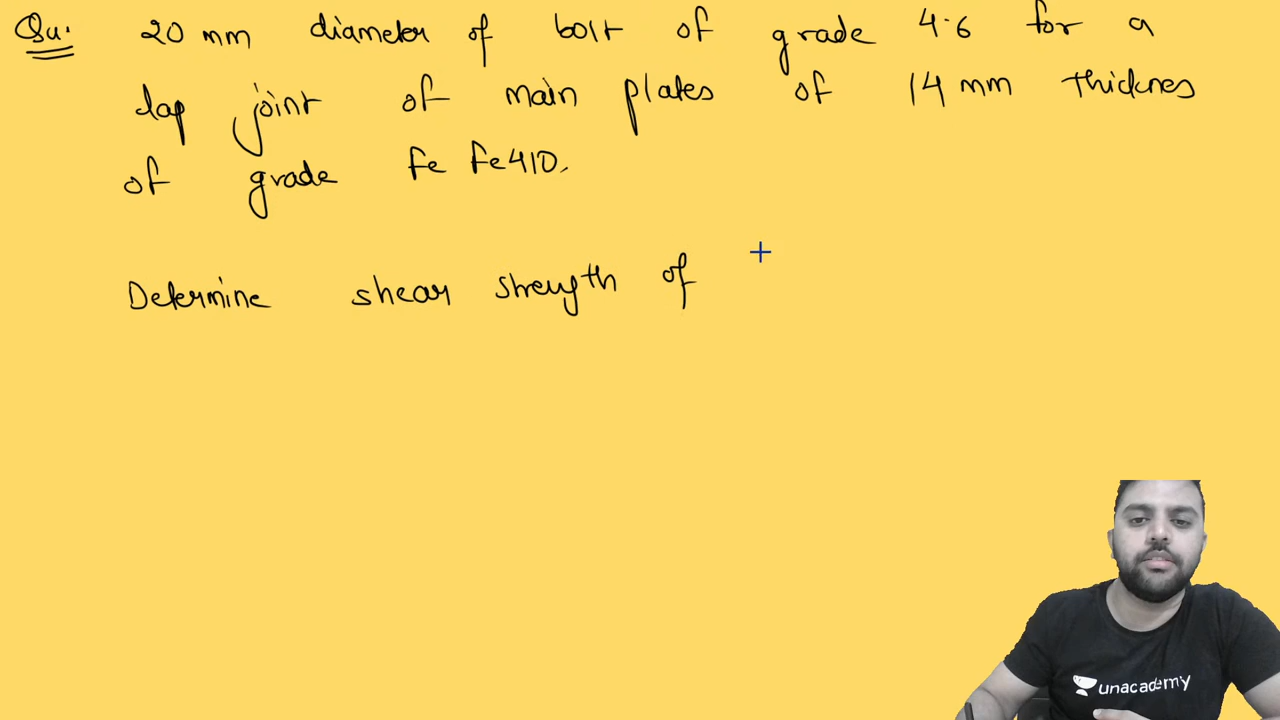 Qu. 20 mm diameter of bolt of grade 4.6 for a
lap joint of main plates of 14 mm thicknes
of grade fe fe410.
Determine shear strength of
unacademy